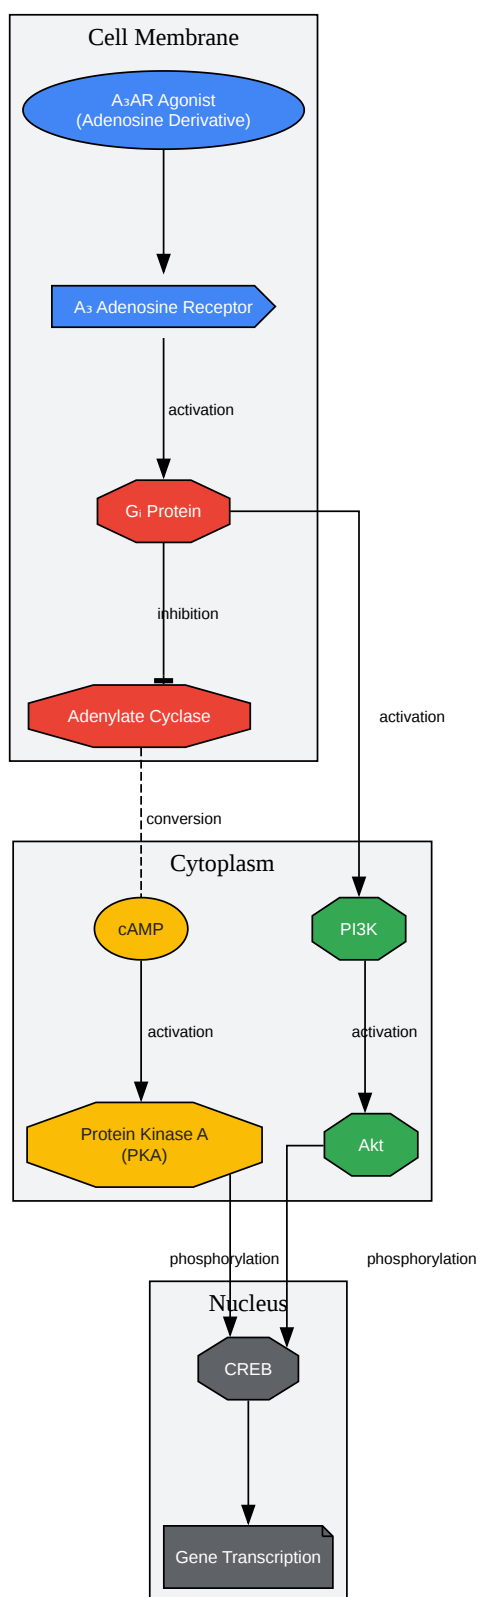 Cell Membrane
A₃AR Agonist
(Adenosine Derivative)
A₃ Adenosine Receptor
activation
Gᵢ Protein
inhibition
Adenylate Cyclase
activation
conversion
Cytoplasm
cAMP
PI3K
activation
activation
Protein Kinase A
(PKA)
Akt
phosphorylation
phosphorylation
Nucleus
CREB
Gene Transcription